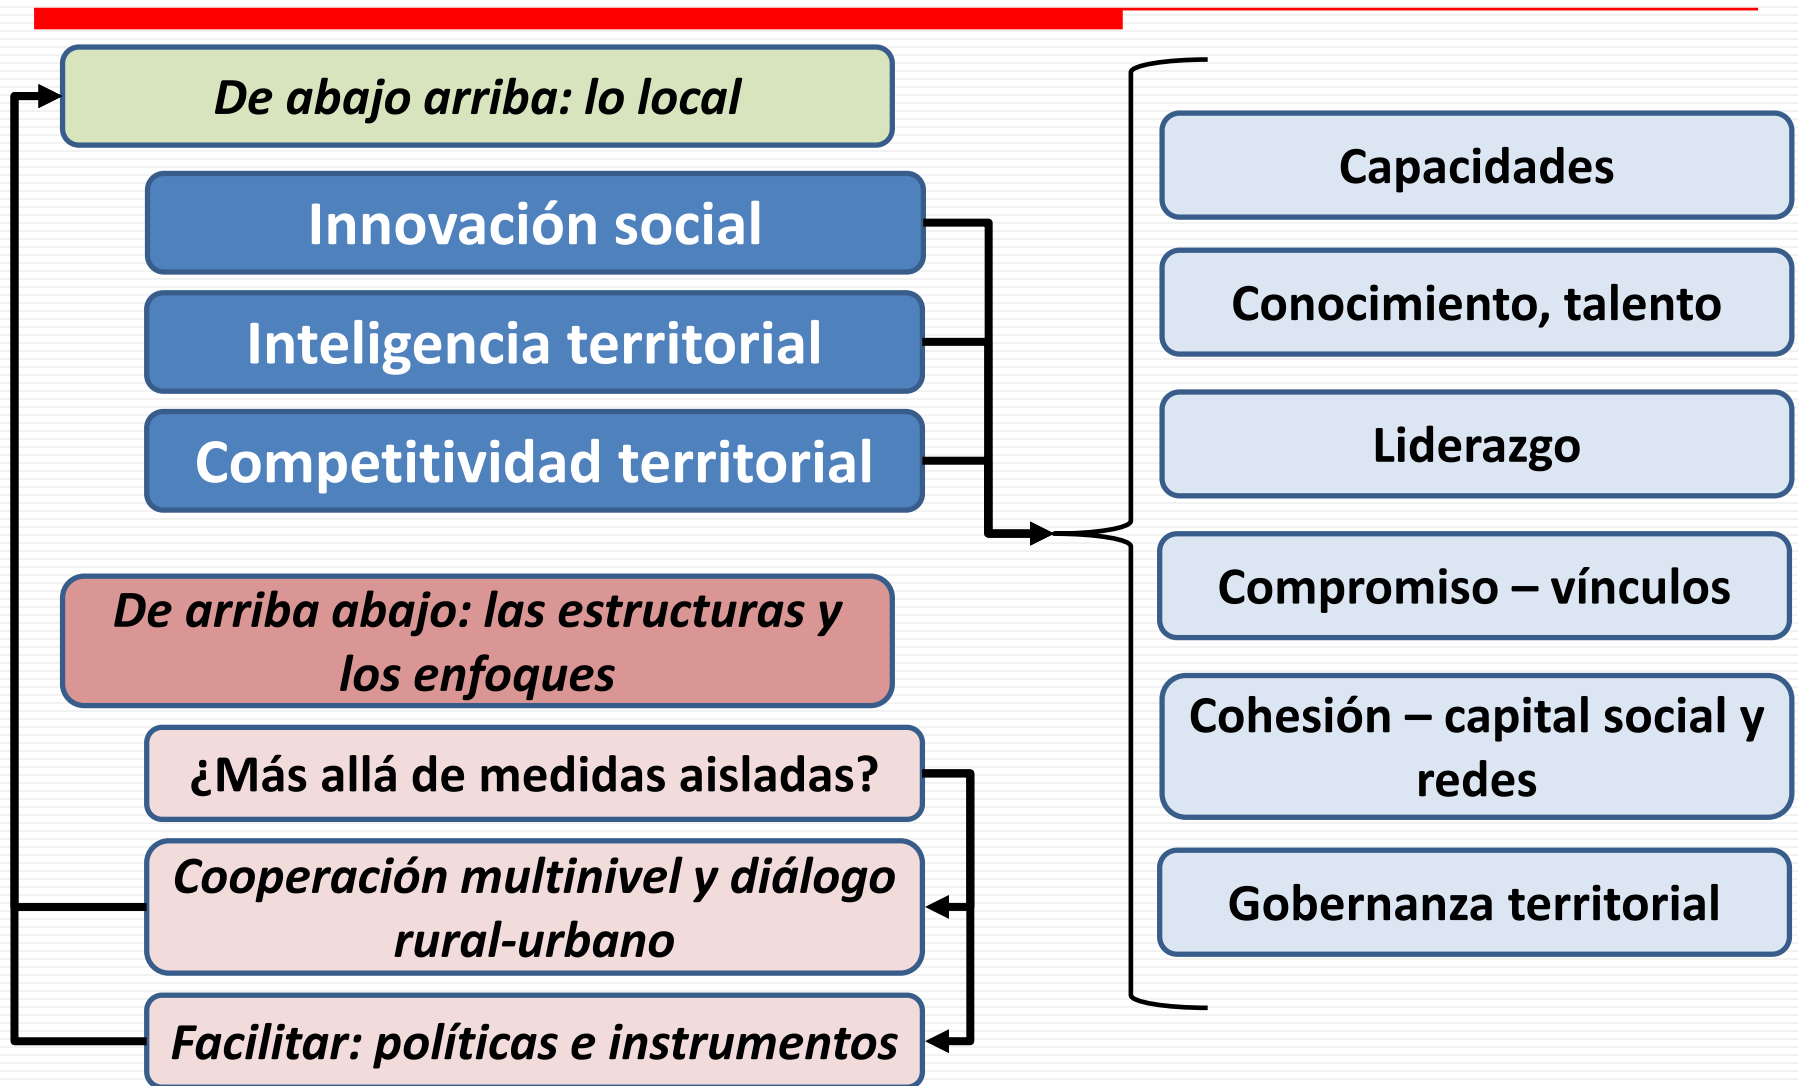 De abajo arriba: lo local
Innovación social
Inteligencia territorial
Competitividad territorial
De arriba abajo: las estructuras y
los enfoques
¿Más allá de medidas aisladas?
Cooperación multinivel y diálogo
rural-urbano
Facilitar: políticas e instrumentos
Capacidades
Conocimiento, talento
Liderazgo
Compromiso – vínculos
Cohesión – capital social y
redes
Gobernanza territorial